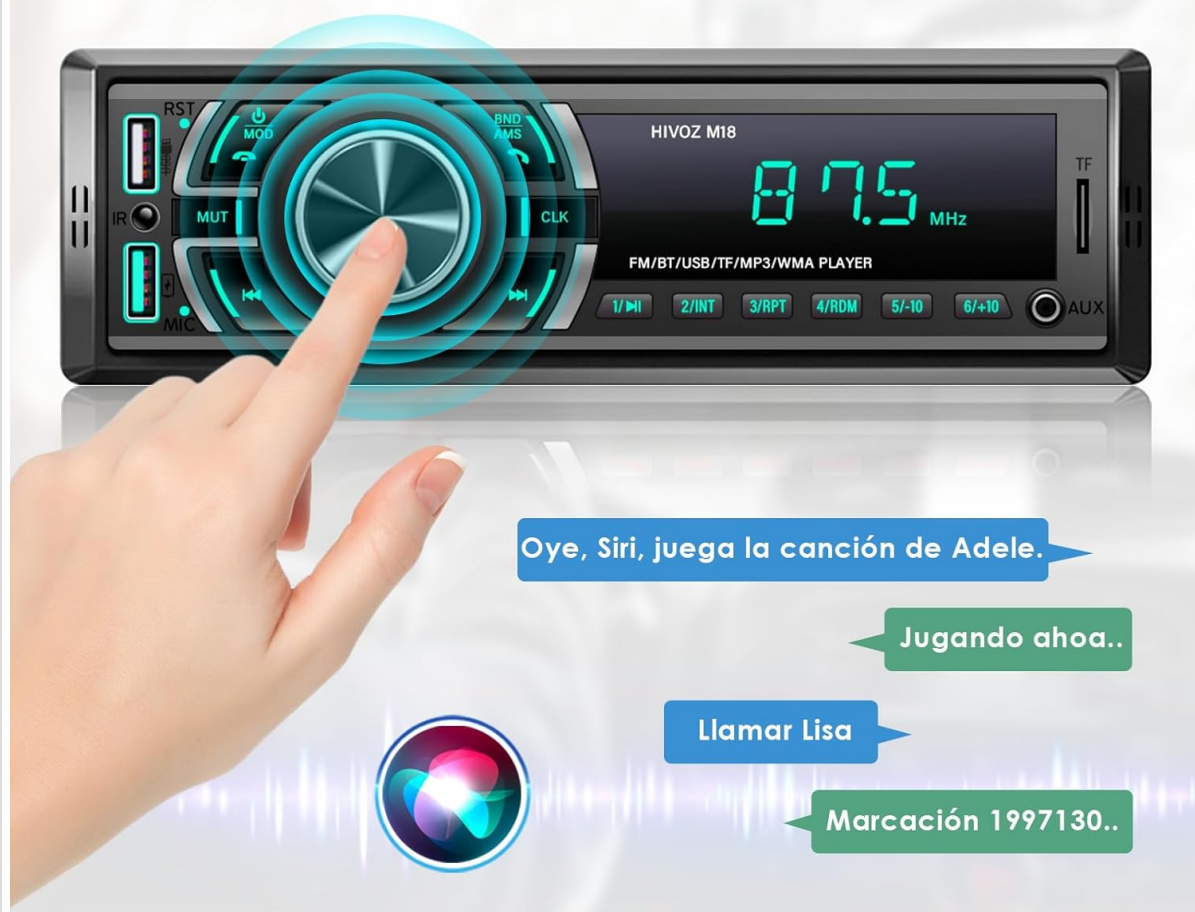 RST
MOD
BND
AMS
HIVOZ M18
87.5
MHz
TF
IR
MUT
CLK
FM/BT/USB/TF/MP3/WMA PLAYER
MIC
1/⏯
2/INT
3/RPT
4/RDM
5/-10
6/+10
AUX
Oye, Siri, juega la canción de Adele.
Jugando ahoa..
Llamar Lisa
Marcación 1997130..